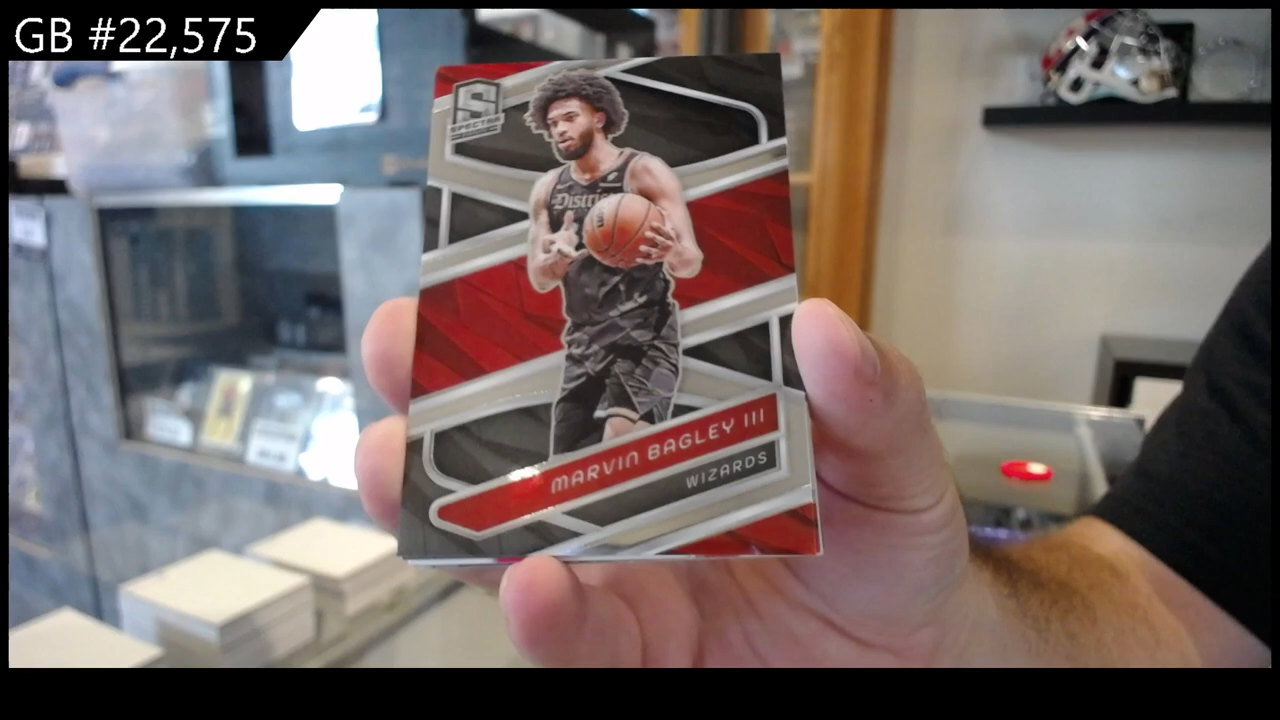 GB #22,575
S
SPECTRA
District
MARVIN BAGLEY III
WIZARDS